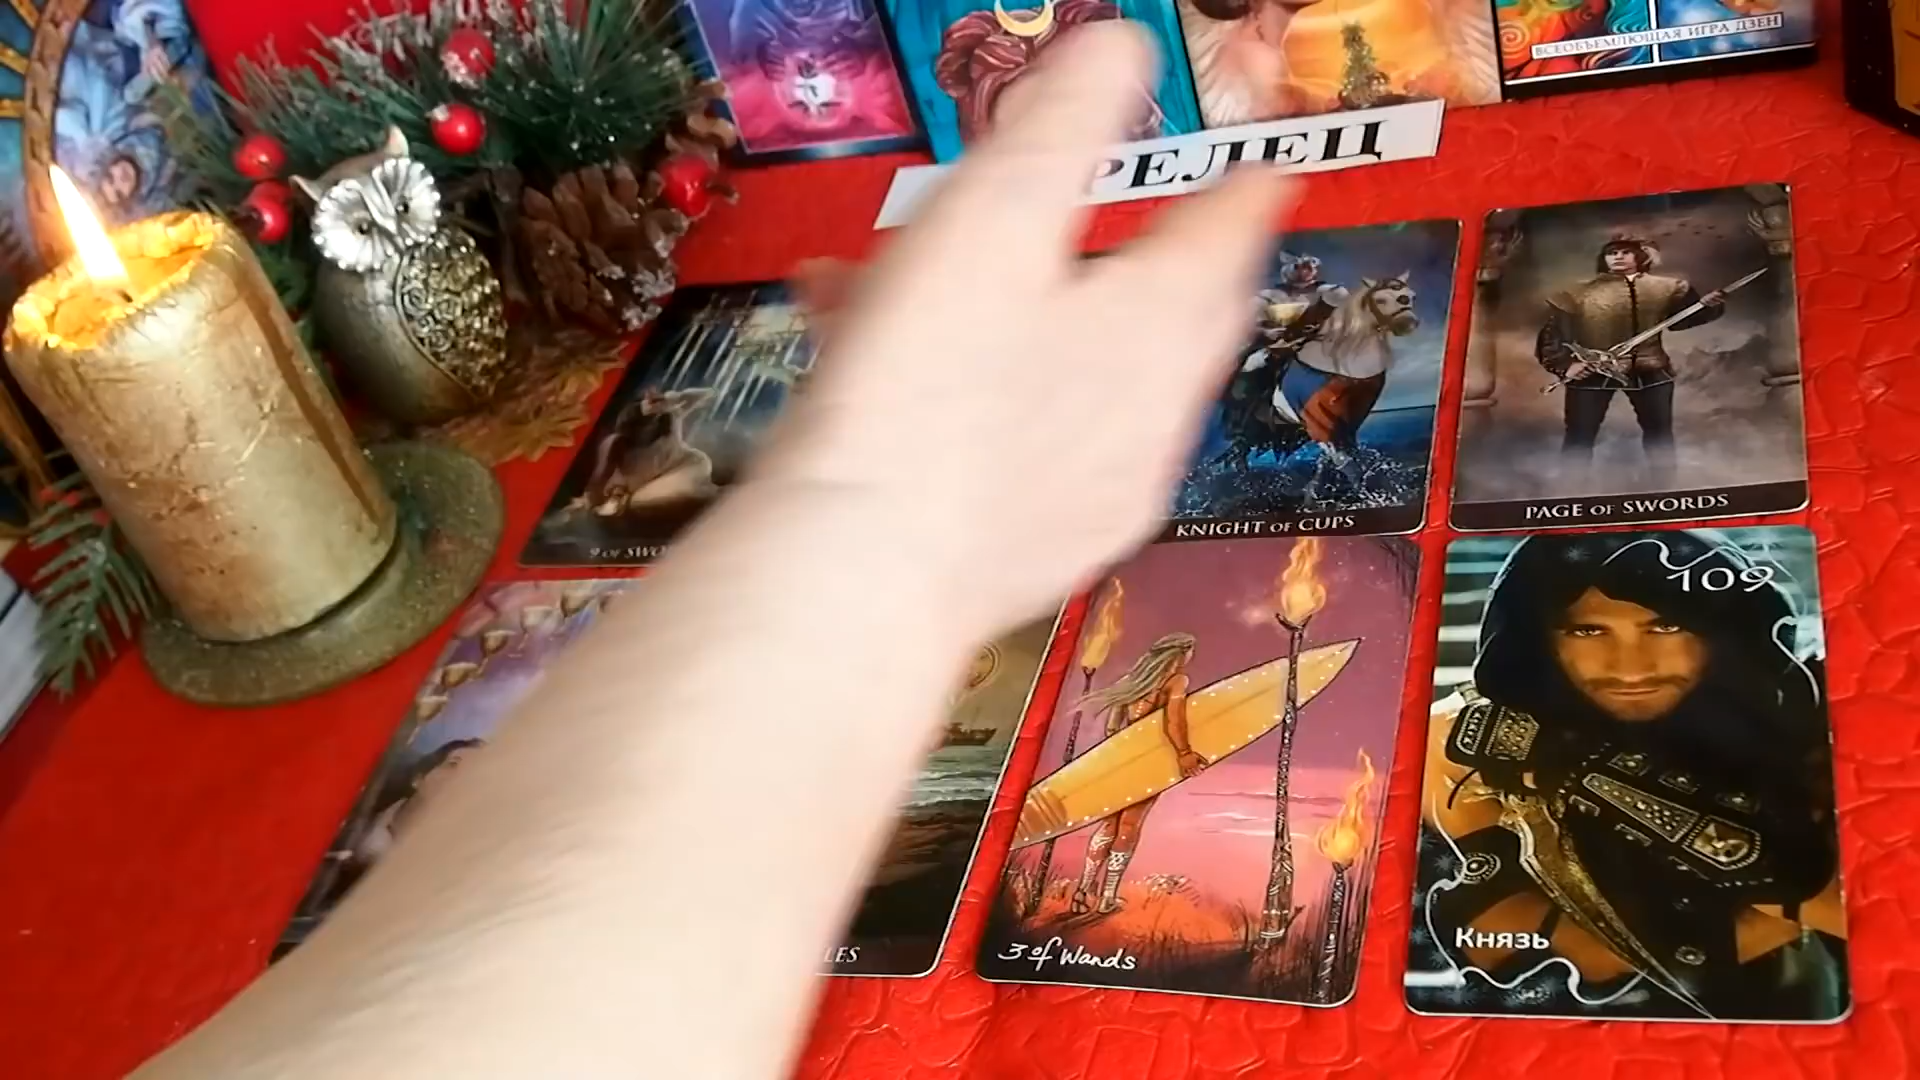 ВСЕОБЪЕМЛЮЩАЯ ИГРА ДЗЕН
РЕЛЕЦ
9 OF SWO
KNIGHT OF CUPS
PAGE OF SWORDS
109
LES
3 of Wands
Князь